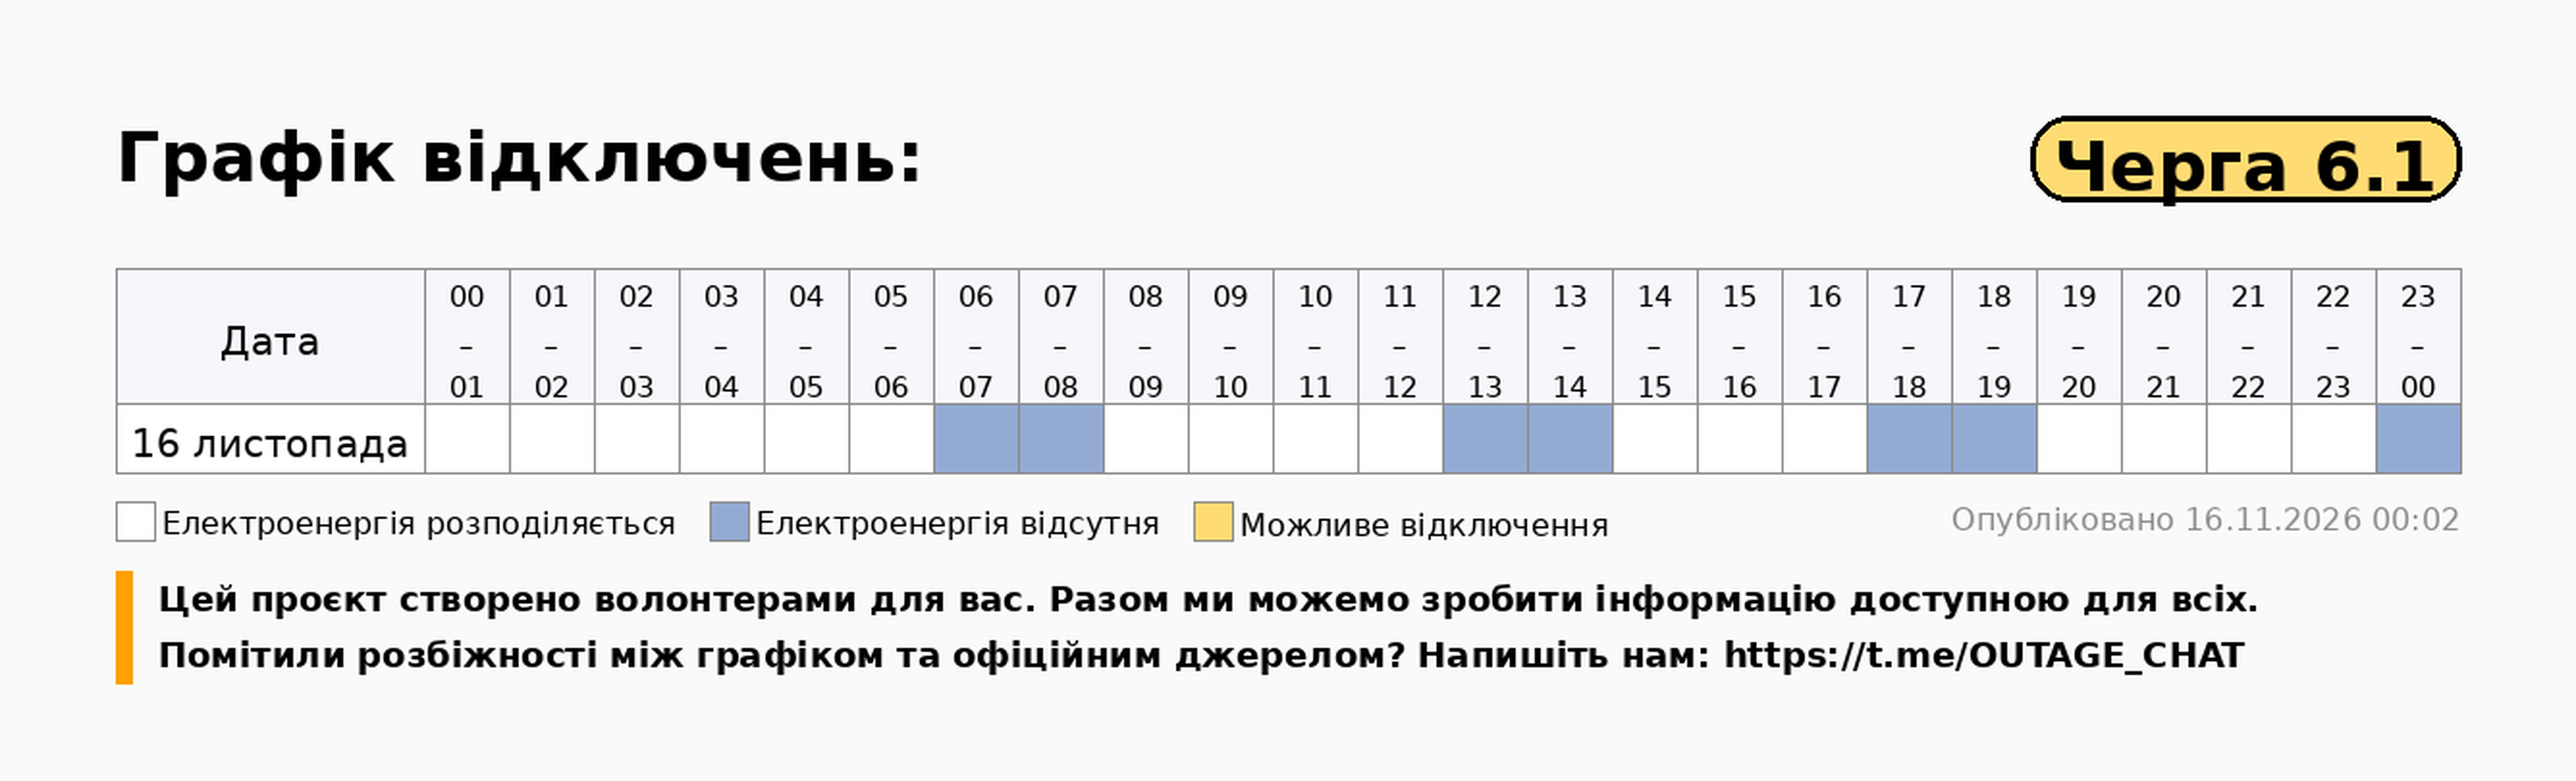 Графік відключень:
Черга 6.1
Дата 00 – 01 01 – 02 02 – 03 03 – 04 04 – 05 05 – 06 06 – 07 07 – 08 08 – 09 09 – 10 10 – 11 11 – 12 12 – 13 13 – 14 14 – 15 15 – 16 16 – 17 17 – 18 18 – 19 19 – 20 20 – 21 21 – 22 22 – 23 23 – 00
16 листопада
Електроенергія розподіляється Електроенергія відсутня Можливе відключення
Опубліковано 16.11.2026 00:02
Цей проєкт створено волонтерами для вас. Разом ми можемо зробити інформацію доступною для всіх.
Помітили розбіжності між графіком та офіційним джерелом? Напишіть нам: https://t.me/OUTAGE_CHAT